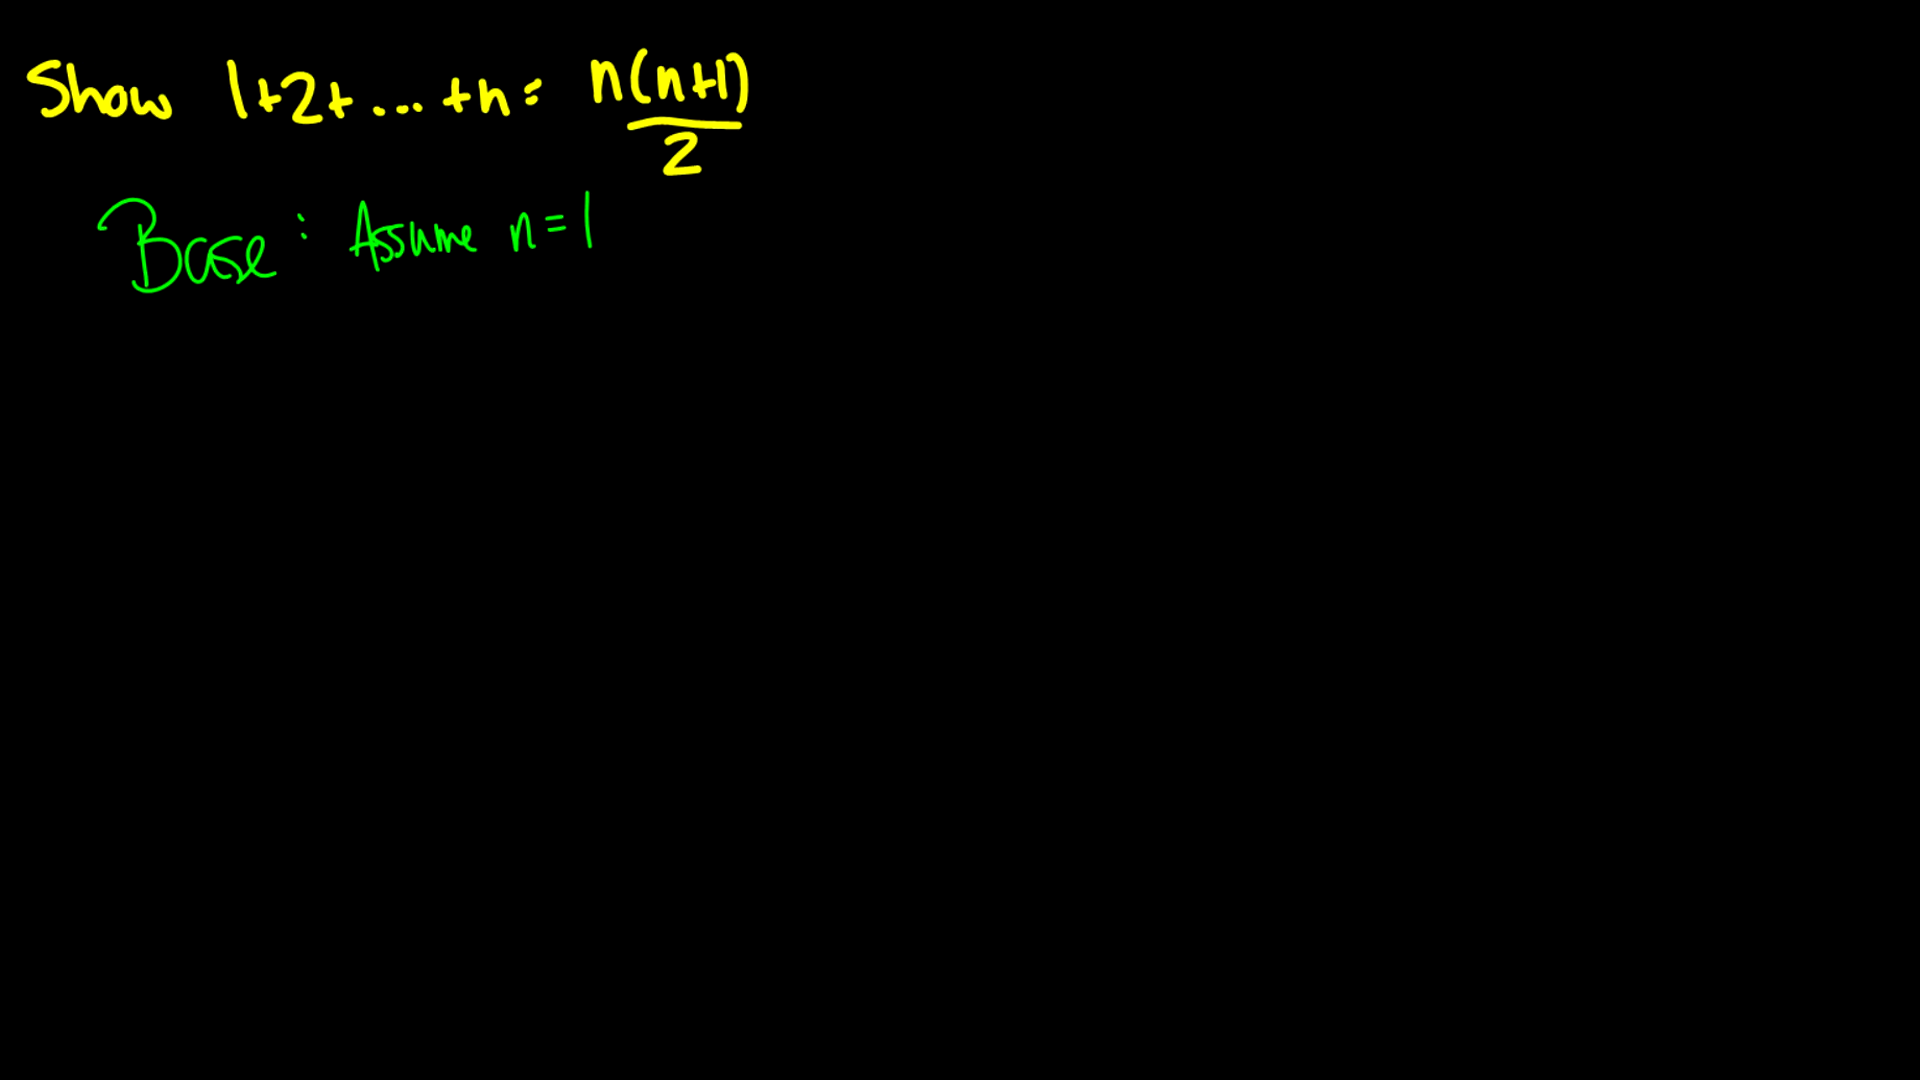 Show 1+2+...+n = n(n+1)/2
Base: Assume n=1